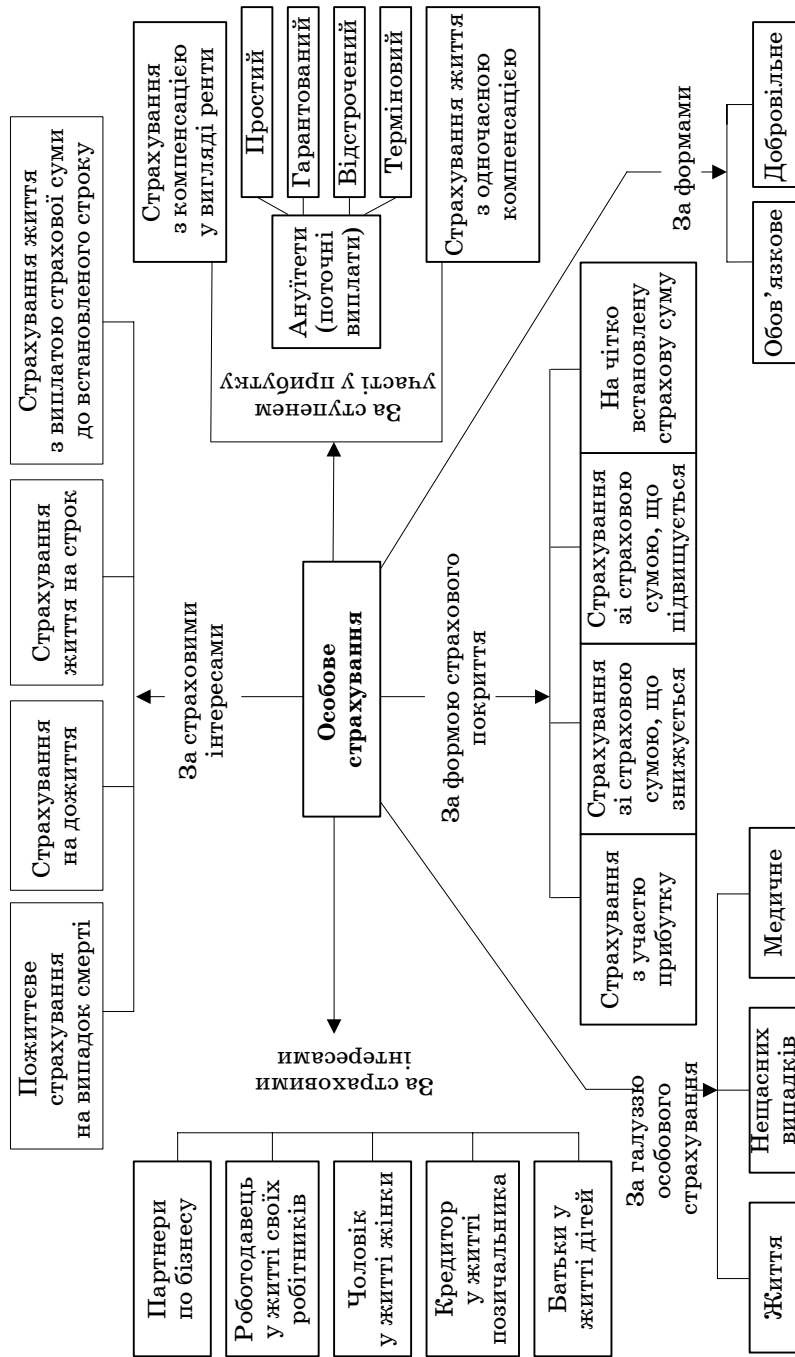 Пожиттєве
страхування
на випадок смерті
Страхування
на дожиття
Страхування
життя на строк
Страхування життя
з виплатою страхової суми
до встановленого строку
За страховими
інтересами
Партнери
по бізнесу
Роботодавець
у житті своїх
робітників
Чоловік
у житті жінки
Кредитор
у житті
позичальника
Батьки у
житті дітей
За страховими
інтересами
Особове
страхування
За ступенем
участі у прибутку
Страхування
з компенсацією
у вигляді ренти
Ануїтети
(поточні
виплати)
Простий
Гарантований
Відстрочений
Терміновий
Страхування життя
з одночасною
компенсацією
За формою страхового
покриття
Страхування
з участю
прибутку
Страхування
зі страховою
сумою, що
знижується
Страхування
зі страховою
сумою, що
підвищується
На чітко
встановлену
страхову суму
За галуззю
особового
страхування
Життя
Нещасних
випадків
Медичне
За формами
Обов’язкове
Добровільне